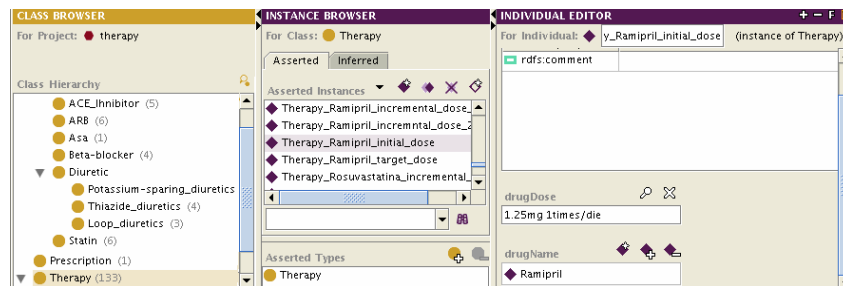 CLASS BROWSER
For Project: therapy
Class Hierarchy
ACE_Ihnibitor (5)
ARB (6)
Asa (1)
Beta-blocker (4)
Diuretic
Potassium-sparing_diuretics
Thiazide_diuretics (4)
Loop_diuretics (3)
Statin (6)
Prescription (1)
Therapy (133)
INSTANCE BROWSER
For Class: Therapy
Asserted Inferred
Asserted Instances
Therapy_Ramipril_incremental_dose_
Therapy_Ramipril_incremntal_dose_2
Therapy_Ramipril_initial_dose
Therapy_Ramipril_target_dose
Therapy_Rosuvastatina_incremental_
Asserted Types
Therapy
INDIVIDUAL EDITOR + − F
For Individual: y_Ramipril_initial_dose (instance of Therapy)
rdfs:comment
drugDose
1.25mg 1times/die
drugName
Ramipril